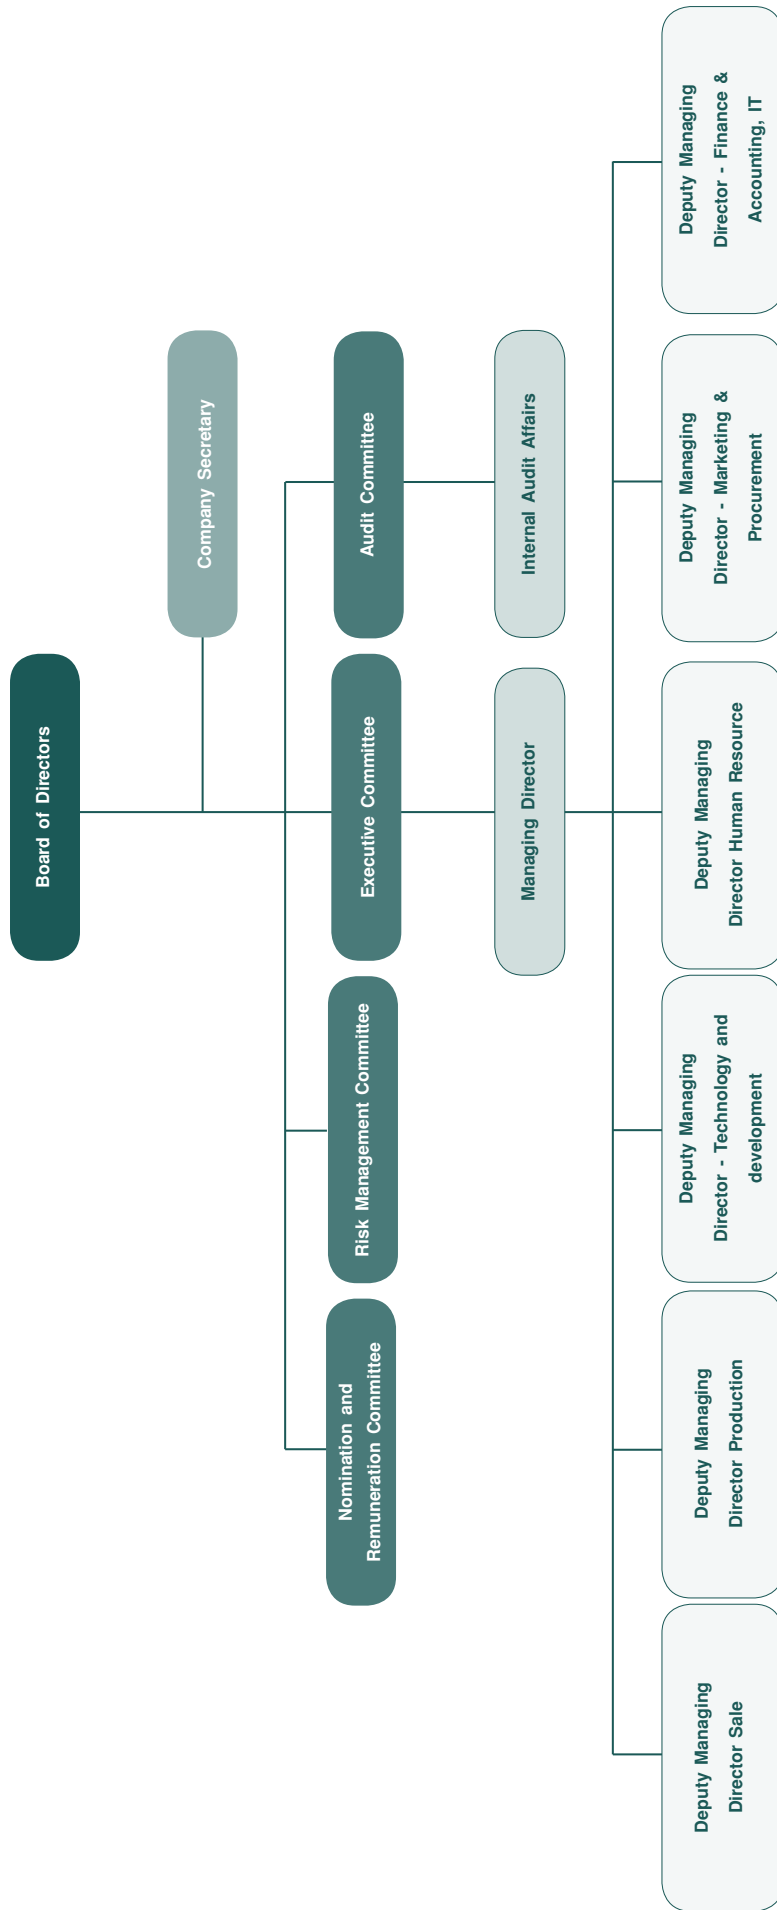 Board of Directors
Company Secretary
Nomination and
Remuneration Committee
Risk Management Committee
Executive Committee
Audit Committee
Managing Director
Internal Audit Affairs
Deputy Managing
Director Sale
Deputy Managing
Director Production
Deputy Managing
Director - Technology and
development
Deputy Managing
Director Human Resource
Deputy Managing
Director - Marketing &
Procurement
Deputy Managing
Director - Finance &
Accounting, IT